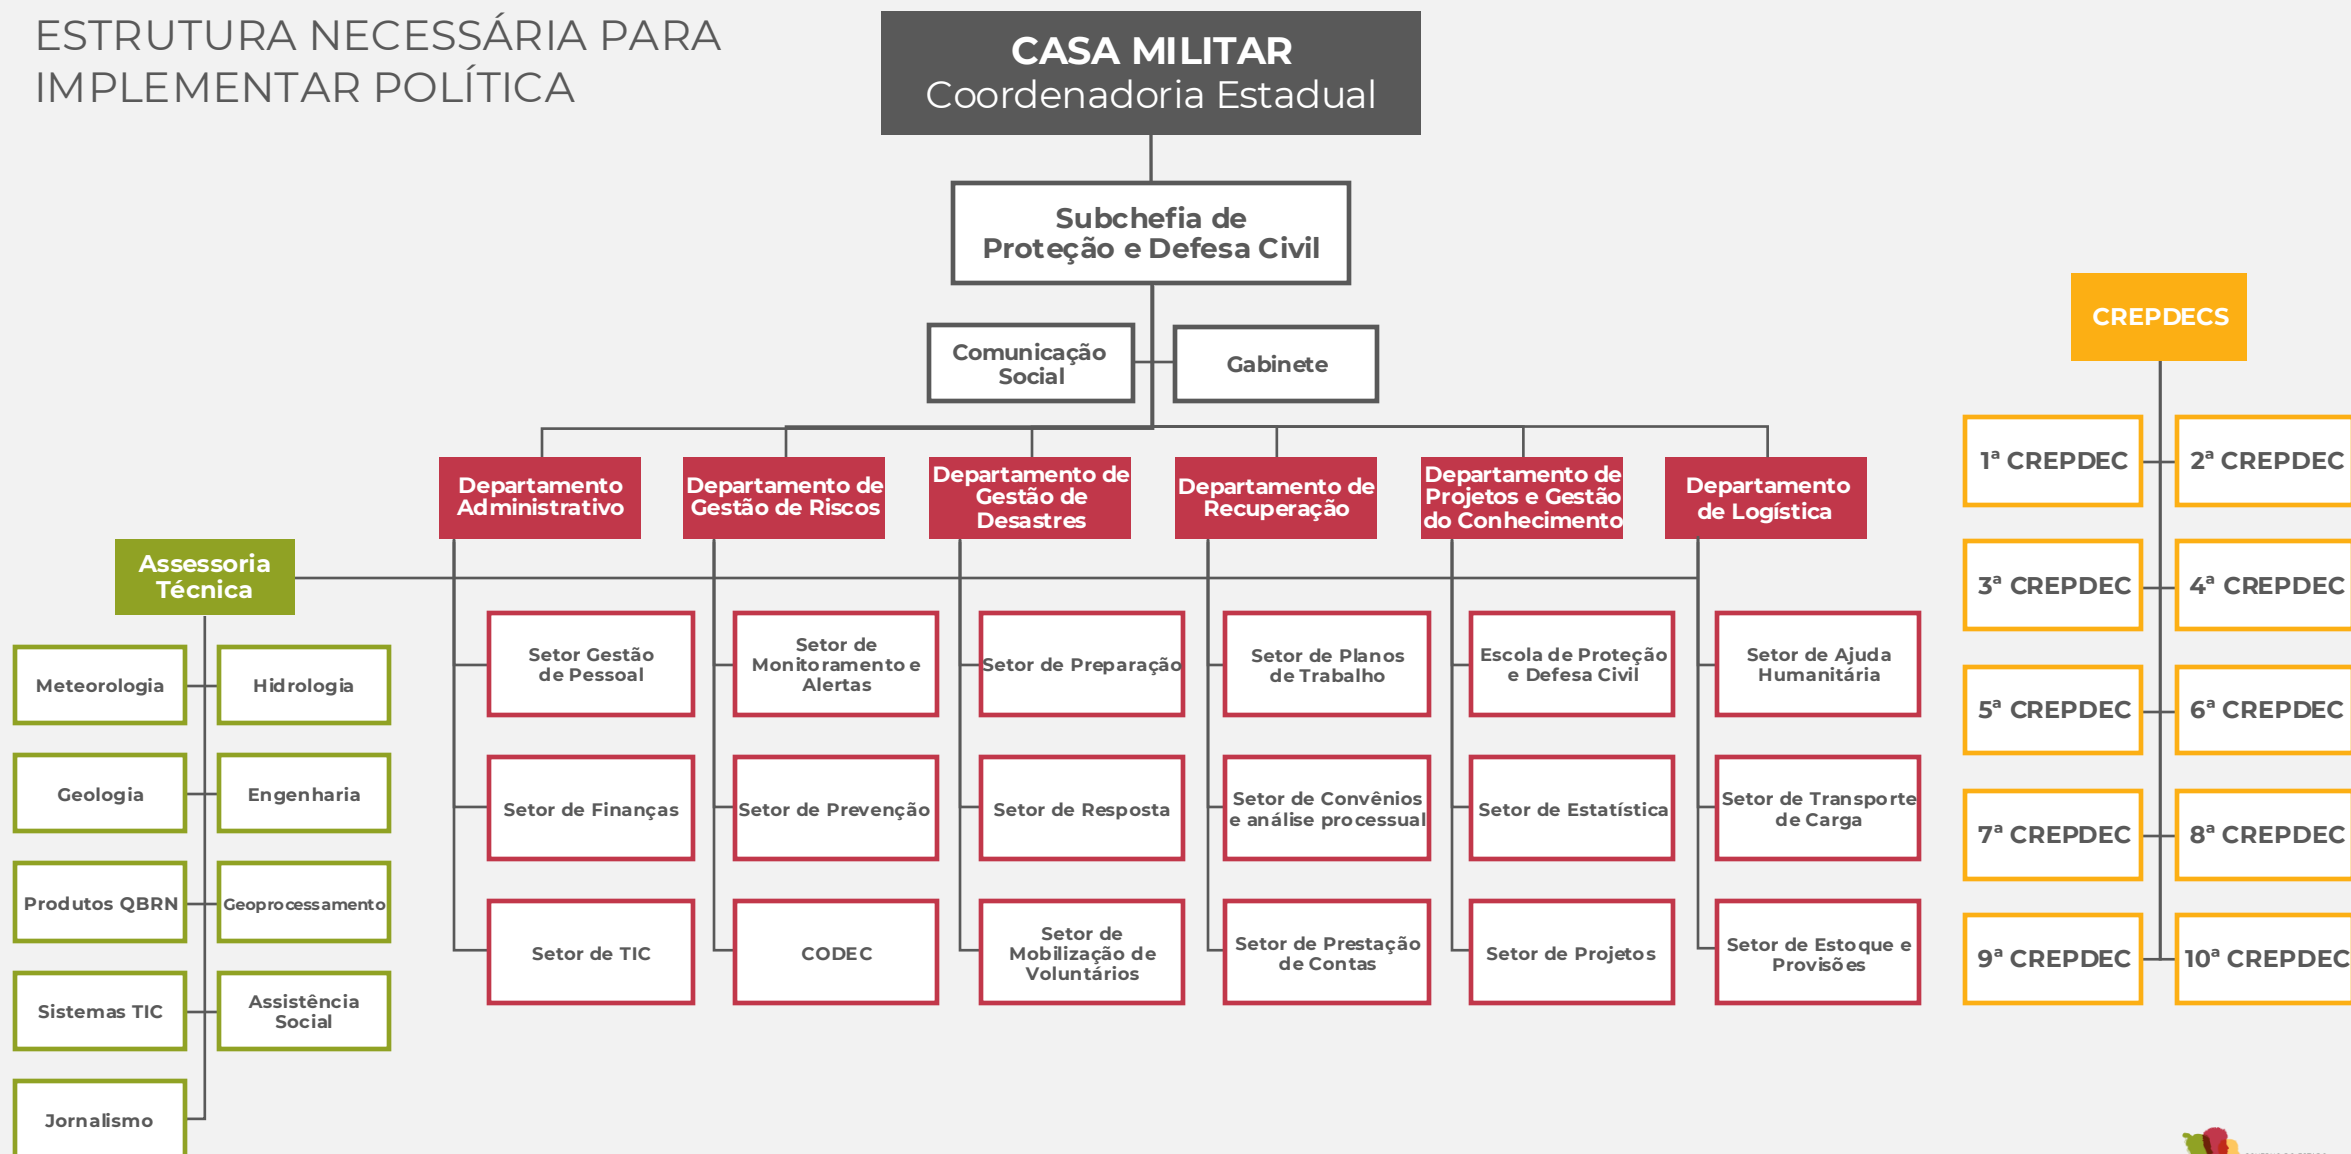 ESTRUTURA NECESSÁRIA PARA
IMPLEMENTAR POLÍTICA
CASA MILITAR
Coordenadoria Estadual
Subchefia de
Proteção e Defesa Civil
Comunicação
Social
Gabinete
Departamento
Administrativo
Departamento de
Gestão de Riscos
Departamento de
Gestão de
Desastres
Departamento de
Recuperação
Departamento de
Projetos e Gestão
do Conhecimento
Departamento
de Logística
Assessoria
Técnica
Meteorologia
Hidrologia
Geologia
Engenharia
Produtos QBRN
Geoprocessamento
Sistemas TIC
Assistência
Social
Jornalismo
Setor Gestão
de Pessoal
Setor de Finanças
Setor de TIC
Setor de
Monitoramento e
Alertas
Setor de Prevenção
CODEC
Setor de Preparação
Setor de Resposta
Setor de
Mobilização de
Voluntários
Setor de Planos
de Trabalho
Setor de Convênios
e análise processual
Setor de Prestação
de Contas
Escola de Proteção
e Defesa Civil
Setor de Estatística
Setor de Projetos
Setor de Ajuda
Humanitária
Setor de Transporte
de Carga
Setor de Estoque e
Provisões
CREPDECS
1ª CREPDEC
2ª CREPDEC
3ª CREPDEC
4ª CREPDEC
5ª CREPDEC
6ª CREPDEC
7ª CREPDEC
8ª CREPDEC
9ª CREPDEC
10ª CREPDEC